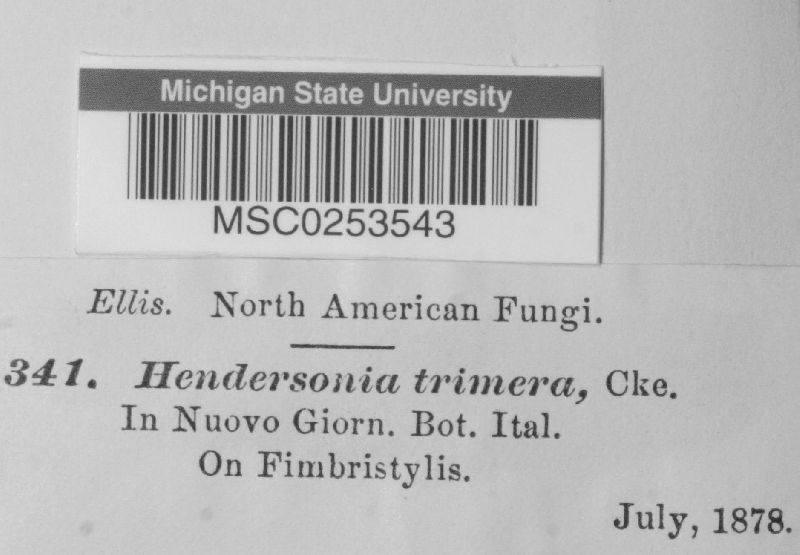 Michigan State University
MSC0253543
Ellis. North American Fungi.
341. Hendersonia trimera, Cke.
In Nuovo Giorn. Bot. Ital.
On Fimbristylis.
July, 1878.